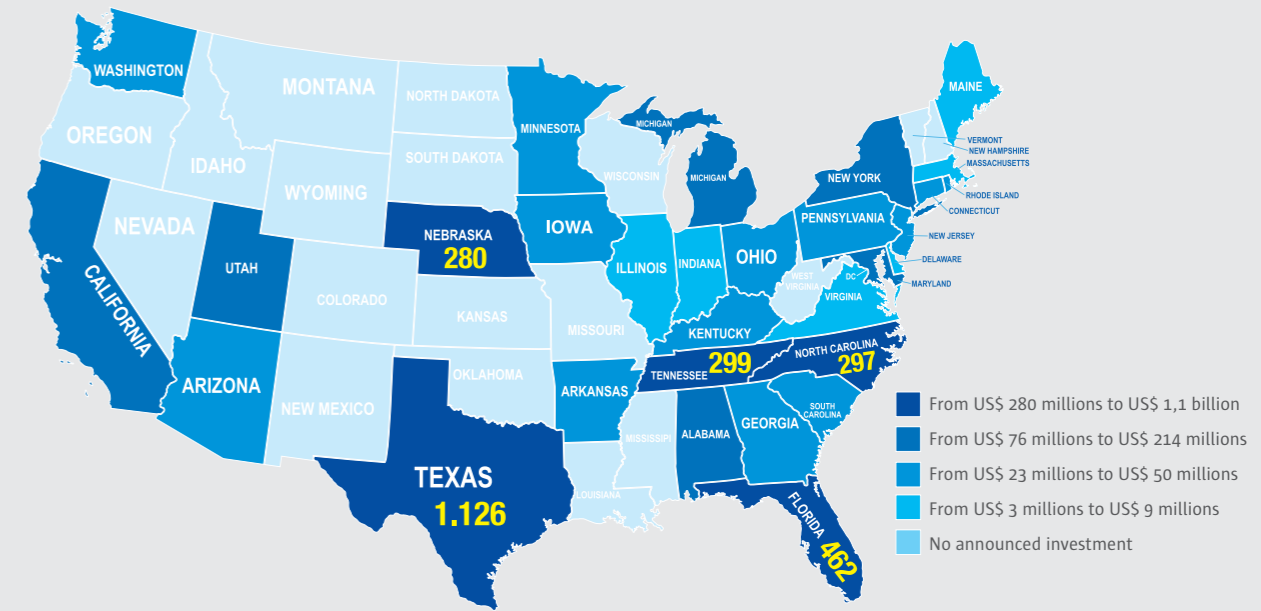 WASHINGTON
MONTANA
NORTH DAKOTA
MINNESOTA
MICHIGAN
MAINE
VERMONT
NEW HAMPSHIRE
MASSACHUSETTS
OREGON
IDAHO
SOUTH DAKOTA
WISCONSIN
MICHIGAN
NEW YORK
RHODE ISLAND
CONNECTICUT
WYOMING
NEVADA
NEBRASKA
280
IOWA
PENNSYLVANIA
NEW JERSEY
UTAH
ILLINOIS
INDIANA
OHIO
DELAWARE
WEST
VIRGINIA
DC
MARYLAND
VIRGINIA
CALIFORNIA
COLORADO
KANSAS
MISSOURI
KENTUCKY
NORTH CAROLINA
297
TENNESSEE
299
ARIZONA
NEW MEXICO
OKLAHOMA
ARKANSAS
SOUTH
CAROLINA
MISSISSIPI
ALABAMA
GEORGIA
TEXAS
1.126
LOUISIANA
FLORIDA
462
From US$ 280 millions to US$ 1,1 billion
From US$ 76 millions to US$ 214 millions
From US$ 23 millions to US$ 50 millions
From US$ 3 millions to US$ 9 millions
No announced investment